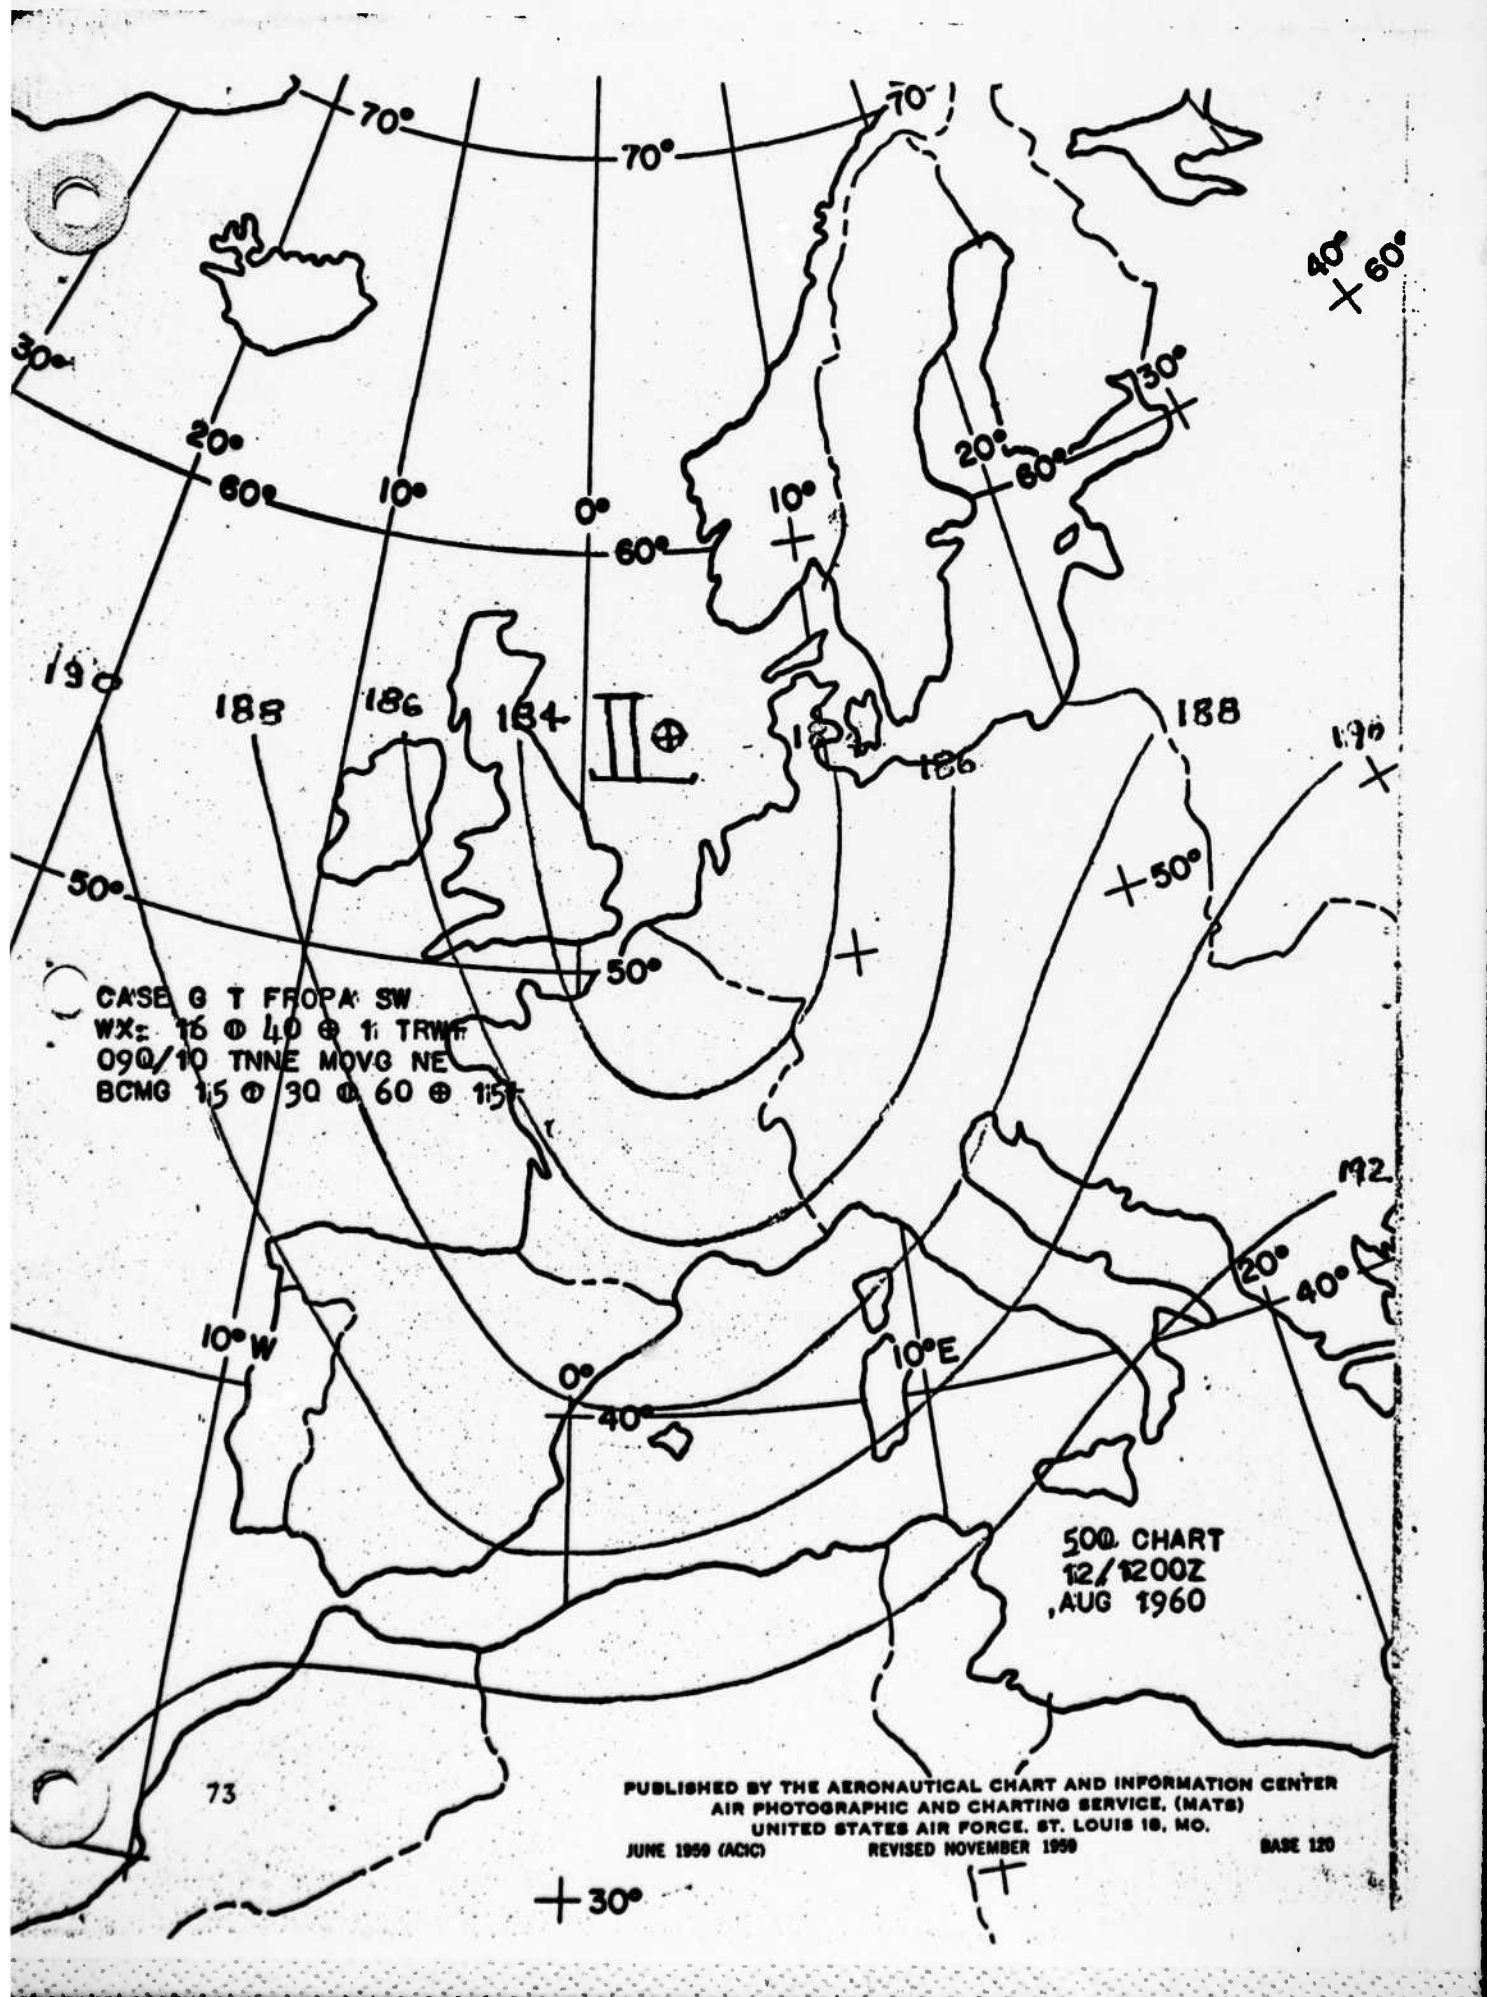 70°
70°
70°
40°
60°
30°
30°
20°
60°
10°
0°
60°
10°
20°
60°
190
188
186
184
II ⊕
186
188
190
50°
50°
50°
CASE G T FROPA SW
WX= 16 ⦶ 40 ⊕ 1 TRW+
090/10 TNNE MOVG NE
BCMG 15 ⦶ 30 ⦶ 60 ⊕ 15+
192
20°
40°
10°W
0°
10°E
40°
500 CHART
12/1200Z
AUG 1960
73
PUBLISHED BY THE AERONAUTICAL CHART AND INFORMATION CENTER
AIR PHOTOGRAPHIC AND CHARTING SERVICE, (MATS)
UNITED STATES AIR FORCE, ST. LOUIS 18, MO.
JUNE 1959 (ACIC) REVISED NOVEMBER 1959 BASE 120
30°